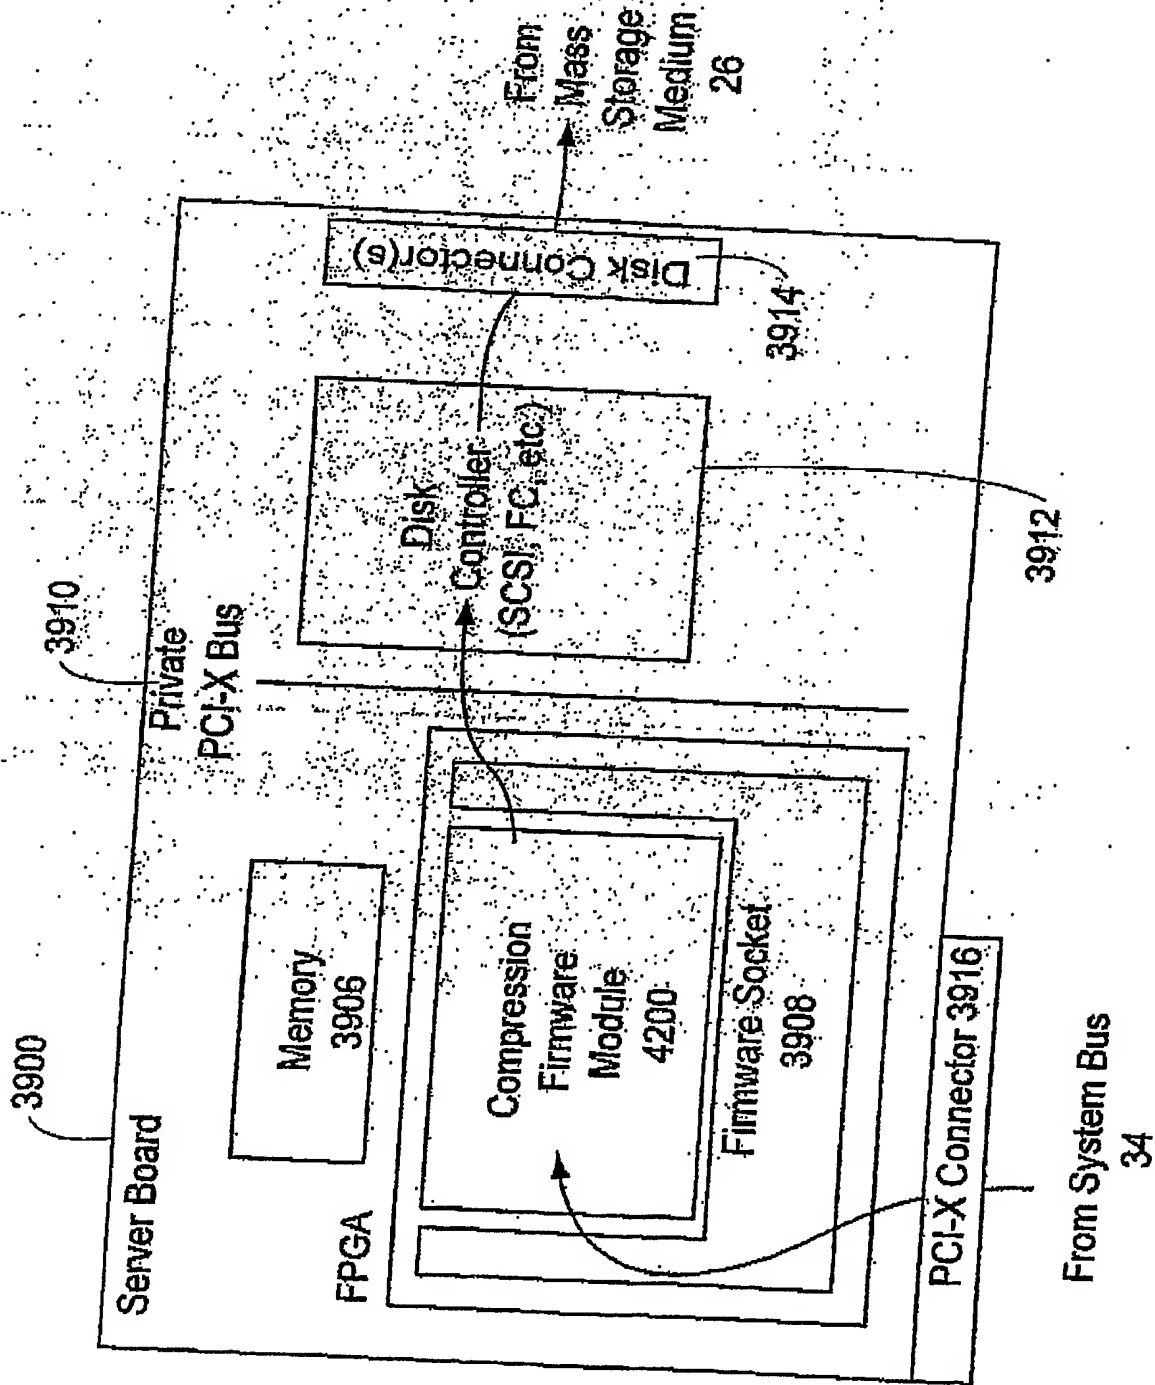 3900
Server Board
3910
Private
PCI-X Bus
From
Mass
Storage
Medium
26
Memory
3906
FPGA
Compression
Firmware
Module
4200
Firmware Socket
3908
Disk
Controller
(SCSI, FC, etc)
Disk Connector(s)
3914
3912
PCI-X Connector 3916
From System Bus
34